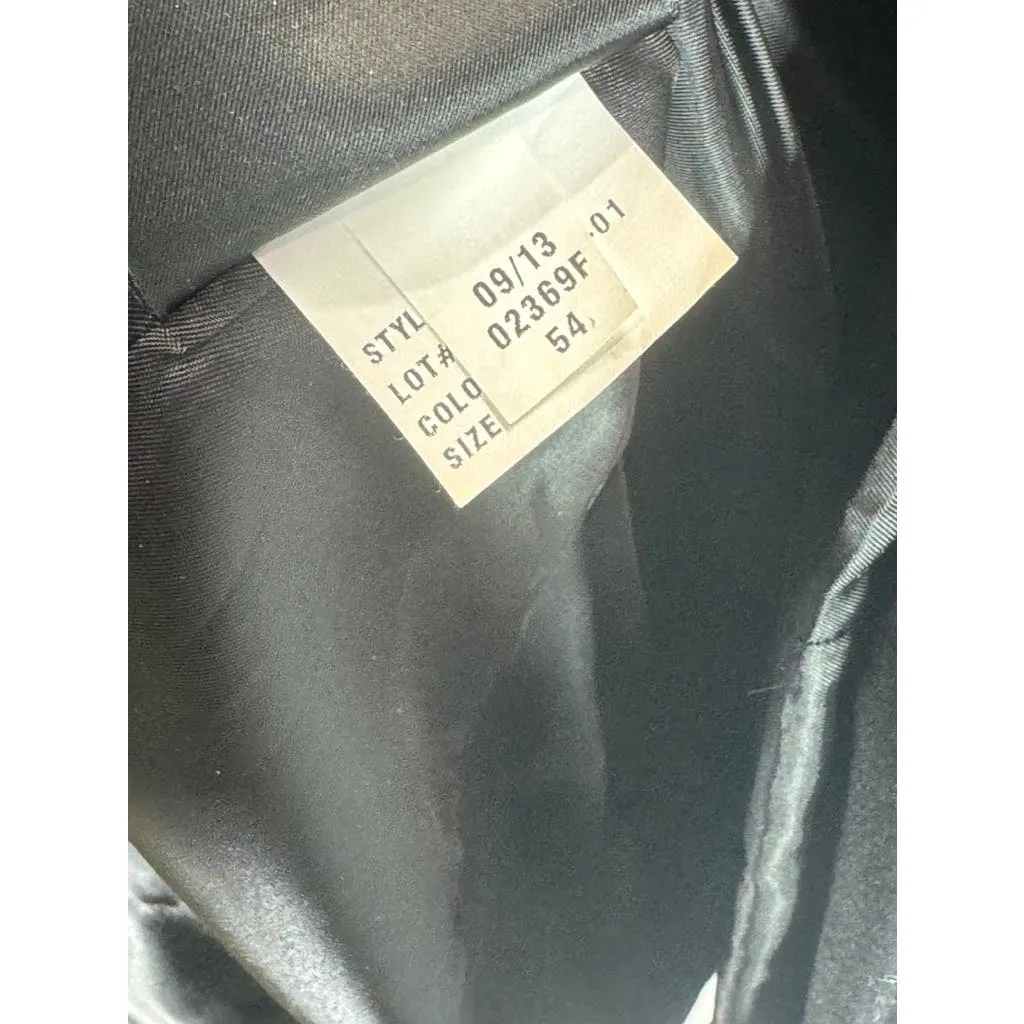 09/13
02369F
54
.01
STYL
LOT#
COLO
SIZE